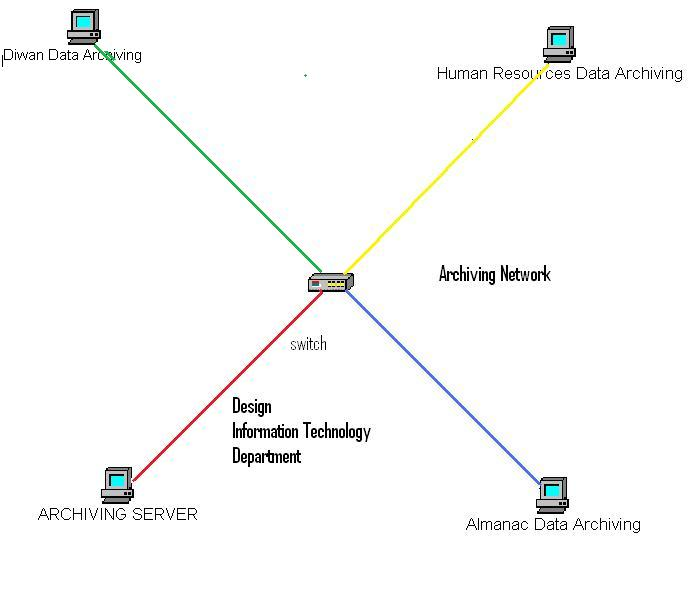 Diwan Data Archiving
Human Resources Data Archiving
Archiving Network
switch
Design
Information Technology
Department
ARCHIVING SERVER
Almanac Data Archiving